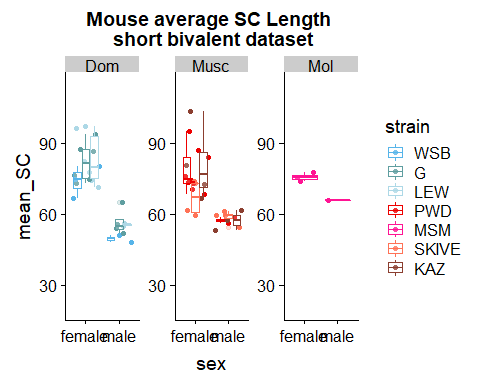 Mouse average SC Length
short bivalent dataset
Dom
Musc
Mol
mean_SC
90
60
30
90
60
30
90
60
30
female
male
female
male
female
male
sex
strain
WSB
G
LEW
PWD
MSM
SKIVE
KAZ